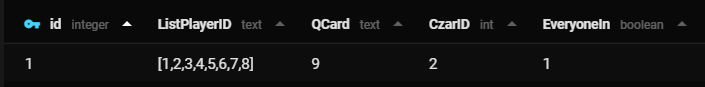 id integer ListPlayerID text QCard text CzarID int EveryoneIn boolean
1 [1,2,3,4,5,6,7,8] 9 2 1